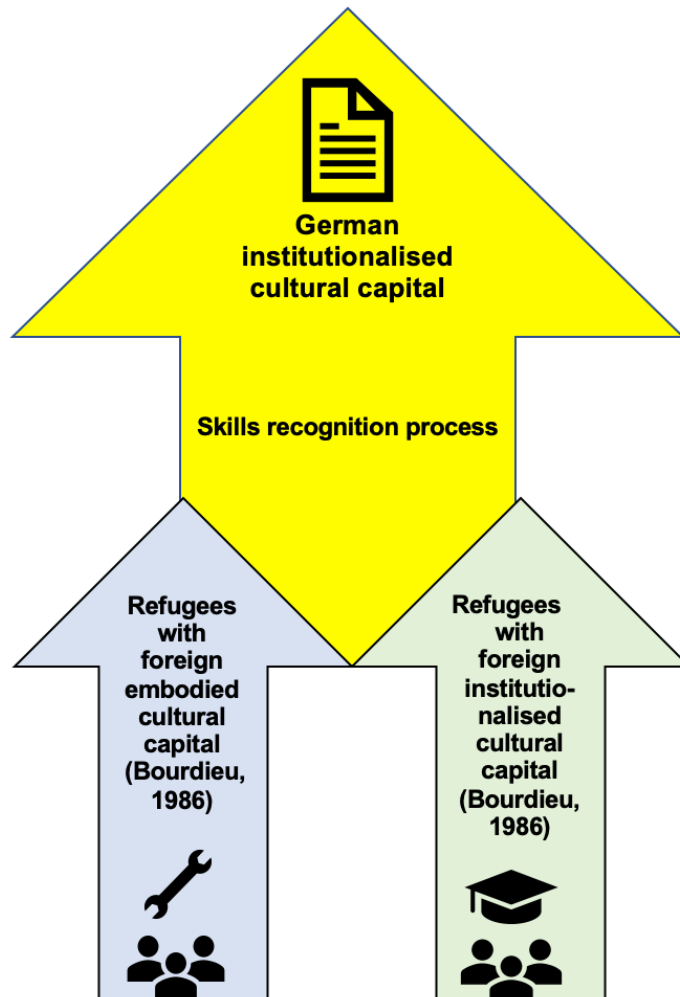 German
institutionalised
cultural capital
Skills recognition process
Refugees
with
foreign
embodied
cultural
capital
(Bourdieu,
1986)
Refugees
with
foreign
institutio-
nalised
cultural
capital
(Bourdieu,
1986)